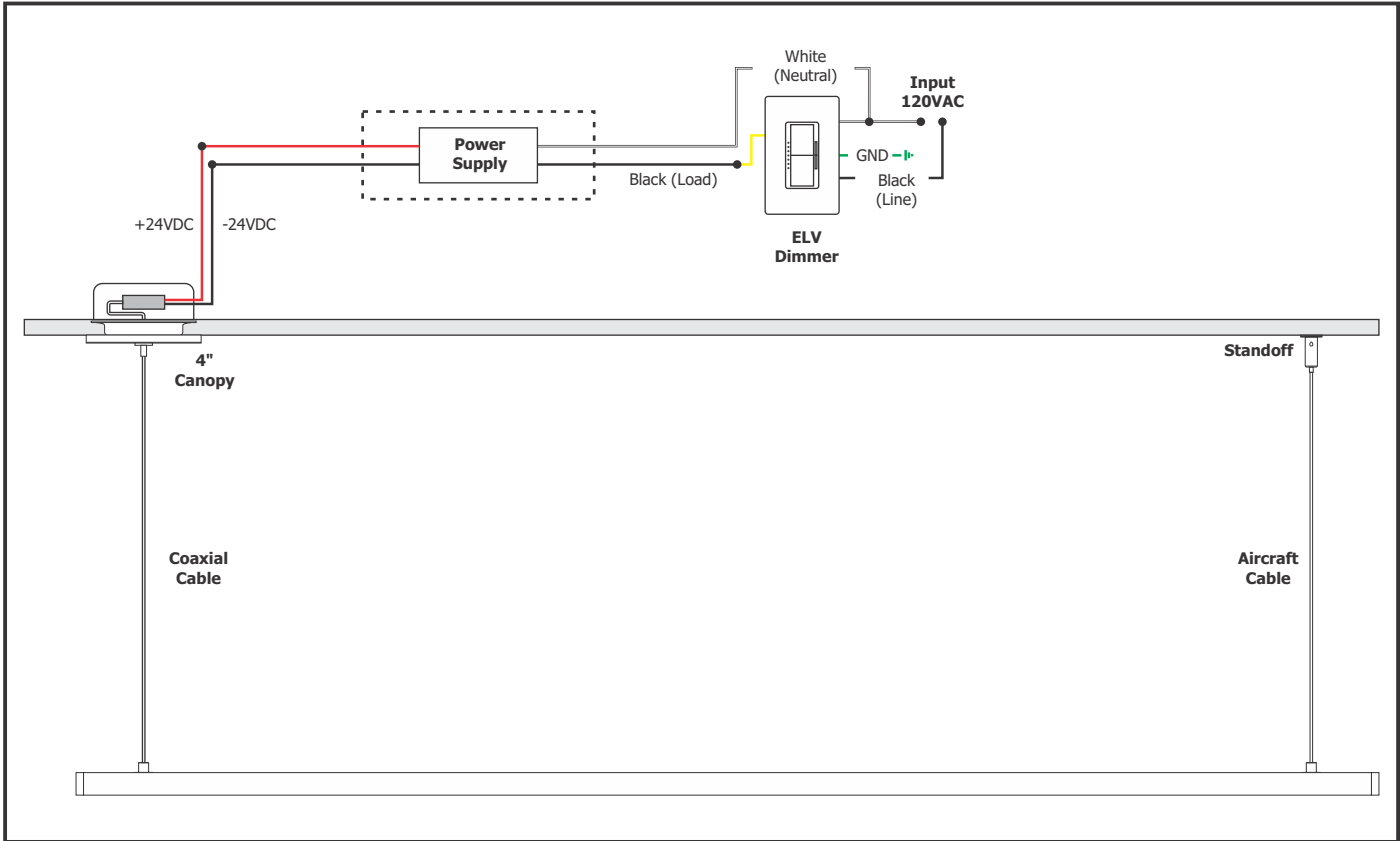 White
(Neutral)
Input
120VAC
Power
Supply
GND
Black (Load)
Black
(Line)
+24VDC
-24VDC
ELV
Dimmer
4"
Canopy
Standoff
Coaxial
Cable
Aircraft
Cable